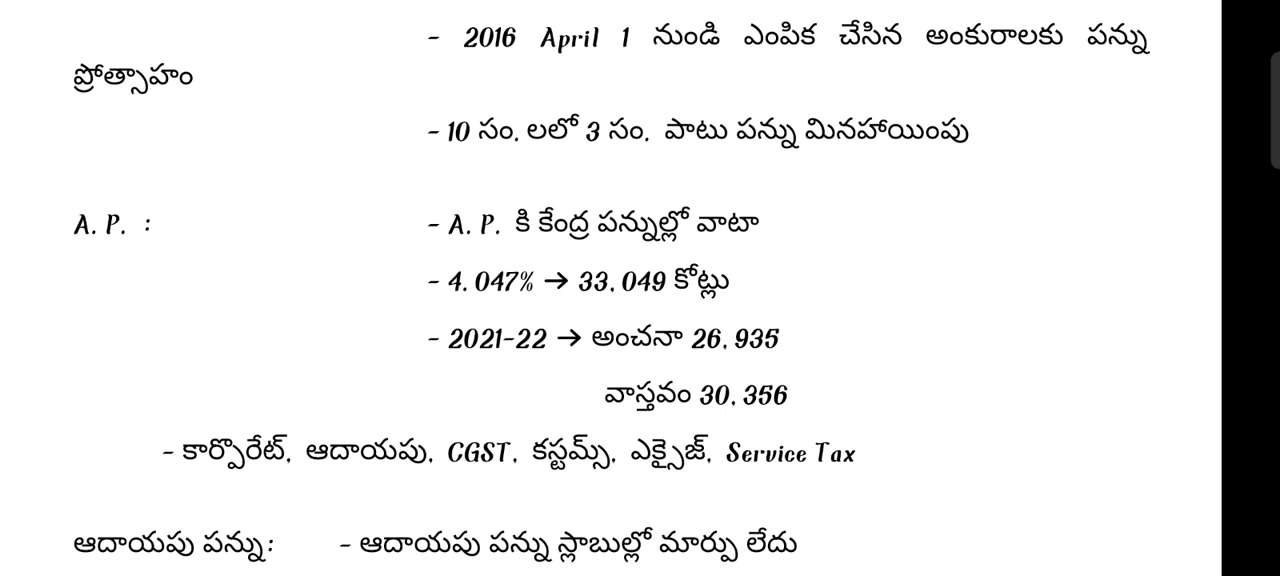 - 2016 April 1 నుండి ఎంపిక చేసిన అంకురాలకు పన్ను
ప్రోత్సాహం
- 10 సం. లలో 3 సం. పాటు పన్ను మినహాయింపు
A. P. : - A. P. కి కేంద్ర పన్నుల్లో వాటా
- 4. 047% → 33, 049 కోట్లు
- 2021-22 → అంచనా 26, 935
వాస్తవం 30, 356
- కార్పొరేట్, ఆదాయపు, CGST, కస్టమ్స్, ఎక్సైజ్, Service Tax
ఆదాయపు పన్ను: - ఆదాయపు పన్ను స్లాబుల్లో మార్పు లేదు